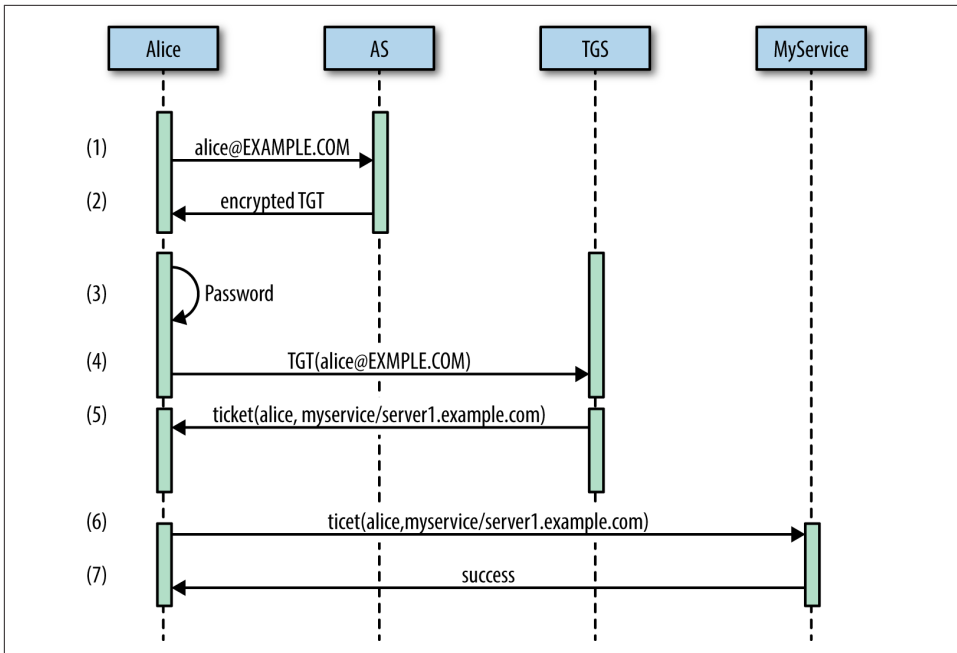 Alice
AS
TGS
MyService
(1)
alice@EXAMPLE.COM
(2)
encrypted TGT
(3)
Password
(4)
TGT(alice@EXMPLE.COM)
(5)
ticket(alice, myservice/server1.example.com)
(6)
ticet(alice,myservice/server1.example.com)
(7)
success